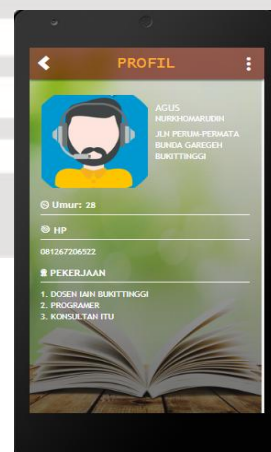 PROFIL
AGUS
NURKHOMARUDIN
JLN PERUM-PERMATA
BUNDA GAREGEH
BUKITTINGGI
Umur: 28
HP
081267206522
PEKERJAAN
1. DOSEN IAIN BUKITTINGGI
2. PROGRAMER
3. KONSULTAN ITU